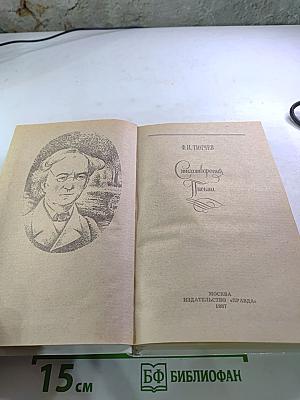 Ф.И.ТЮТЧЕВ
Стихотворения
Письма
МОСКВА
ИЗДАТЕЛЬСТВО «ПРАВДА»
1987
15 см
БФ БИБЛИОФАН